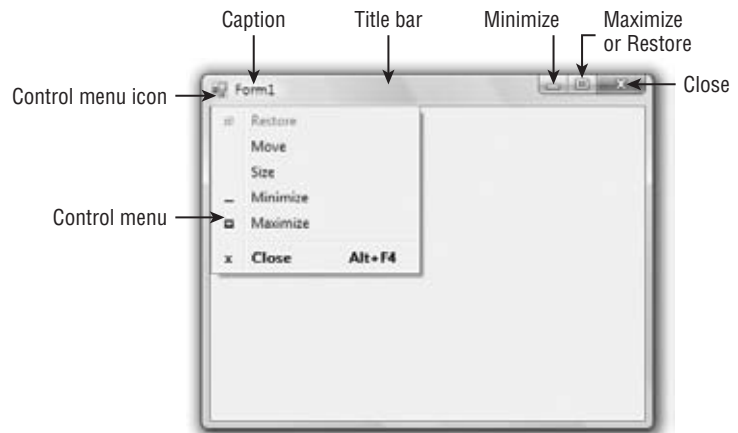 Caption
Title bar
Minimize
Maximize
or Restore
Control menu icon
Form1
Close
Restore
Move
Size
Minimize
Control menu
Maximize
x Close Alt+F4